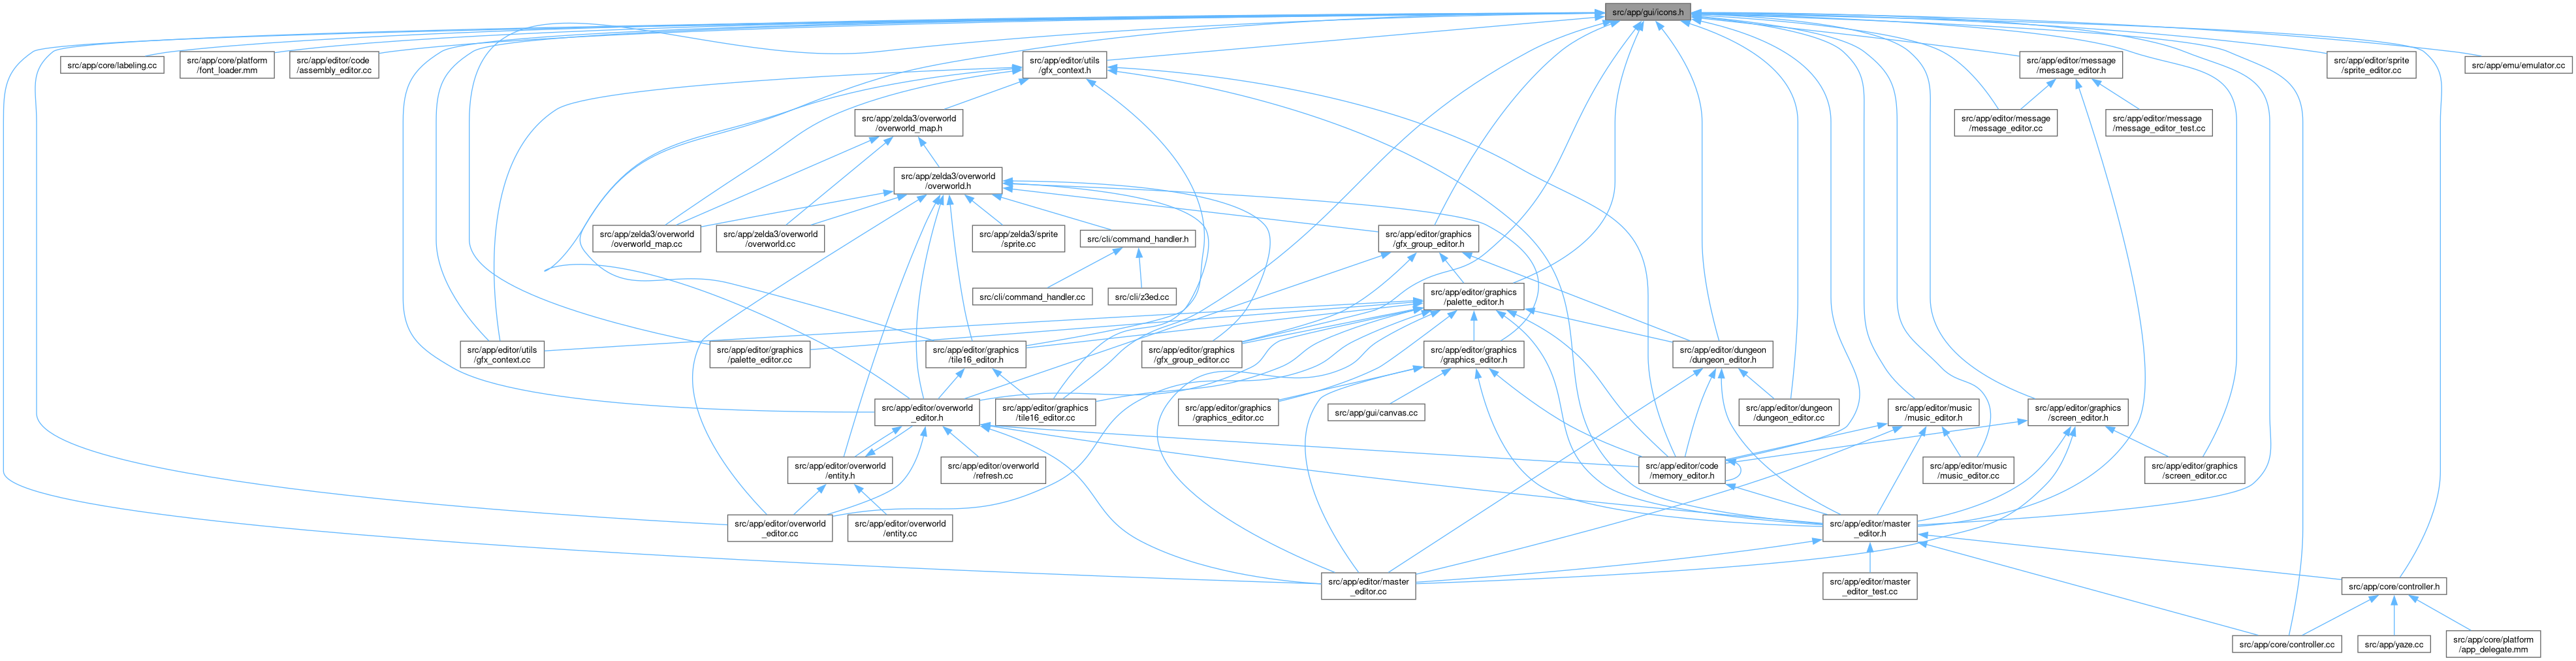 src/app/gui/icons.h
src/app/core/labeling.cc
src/app/core/platform
/font_loader.mm
src/app/editor/code
/assembly_editor.cc
src/app/editor/utils
/gfx_context.h
src/app/editor/message
/message_editor.h
src/app/editor/sprite
/sprite_editor.cc
src/app/emu/emulator.cc
src/app/zelda3/overworld
/overworld_map.h
src/app/editor/message
/message_editor.cc
src/app/editor/message
/message_editor_test.cc
src/app/zelda3/overworld
/overworld.h
src/app/zelda3/overworld
/overworld_map.cc
src/app/zelda3/overworld
/overworld.cc
src/app/zelda3/sprite
/sprite.cc
src/cli/command_handler.h
src/app/editor/graphics
/gfx_group_editor.h
src/cli/command_handler.cc
src/cli/z3ed.cc
src/app/editor/graphics
/palette_editor.h
src/app/editor/utils
/gfx_context.cc
src/app/editor/graphics
/palette_editor.cc
src/app/editor/graphics
/tile16_editor.h
src/app/editor/graphics
/gfx_group_editor.cc
src/app/editor/graphics
/graphics_editor.h
src/app/editor/dungeon
/dungeon_editor.h
src/app/editor/overworld
_editor.h
src/app/editor/graphics
/tile16_editor.cc
src/app/editor/graphics
/graphics_editor.cc
src/app/gui/canvas.cc
src/app/editor/dungeon
/dungeon_editor.cc
src/app/editor/music
/music_editor.h
src/app/editor/graphics
/screen_editor.h
src/app/editor/overworld
/entity.h
src/app/editor/overworld
/refresh.cc
src/app/editor/code
/memory_editor.h
src/app/editor/music
/music_editor.cc
src/app/editor/graphics
/screen_editor.cc
src/app/editor/overworld
_editor.cc
src/app/editor/overworld
/entity.cc
src/app/editor/master
_editor.h
src/app/editor/master
_editor.cc
src/app/editor/master
_editor_test.cc
src/app/core/controller.h
src/app/core/controller.cc
src/app/yaze.cc
src/app/core/platform
/app_delegate.mm